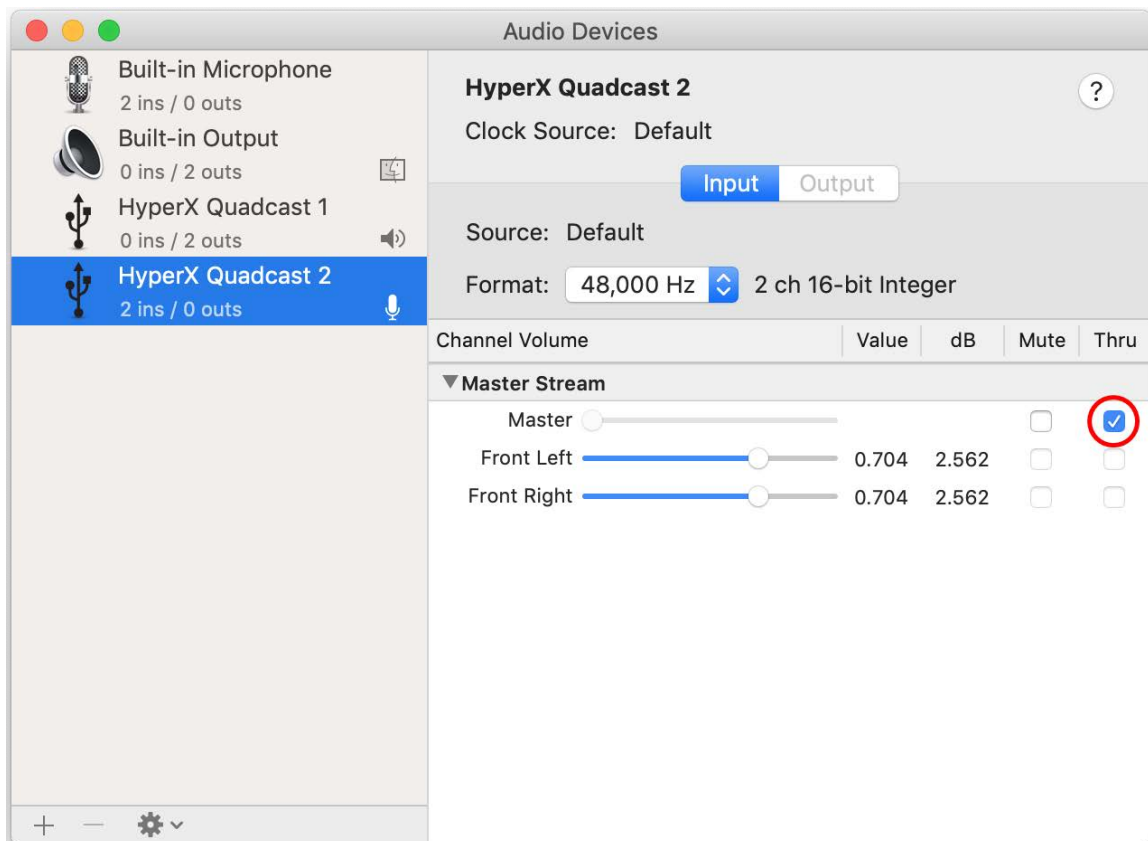 Audio Devices
Built-in Microphone
2 ins / 0 outs
Built-in Output
0 ins / 2 outs
HyperX Quadcast 1
0 ins / 2 outs
HyperX Quadcast 2
2 ins / 0 outs
HyperX Quadcast 2
?
Clock Source: Default
Input Output
Source: Default
Format: 48,000 Hz 2 ch 16-bit Integer
Channel Volume Value dB Mute Thru
Master Stream
Master
Front Left 0.704 2.562
Front Right 0.704 2.562